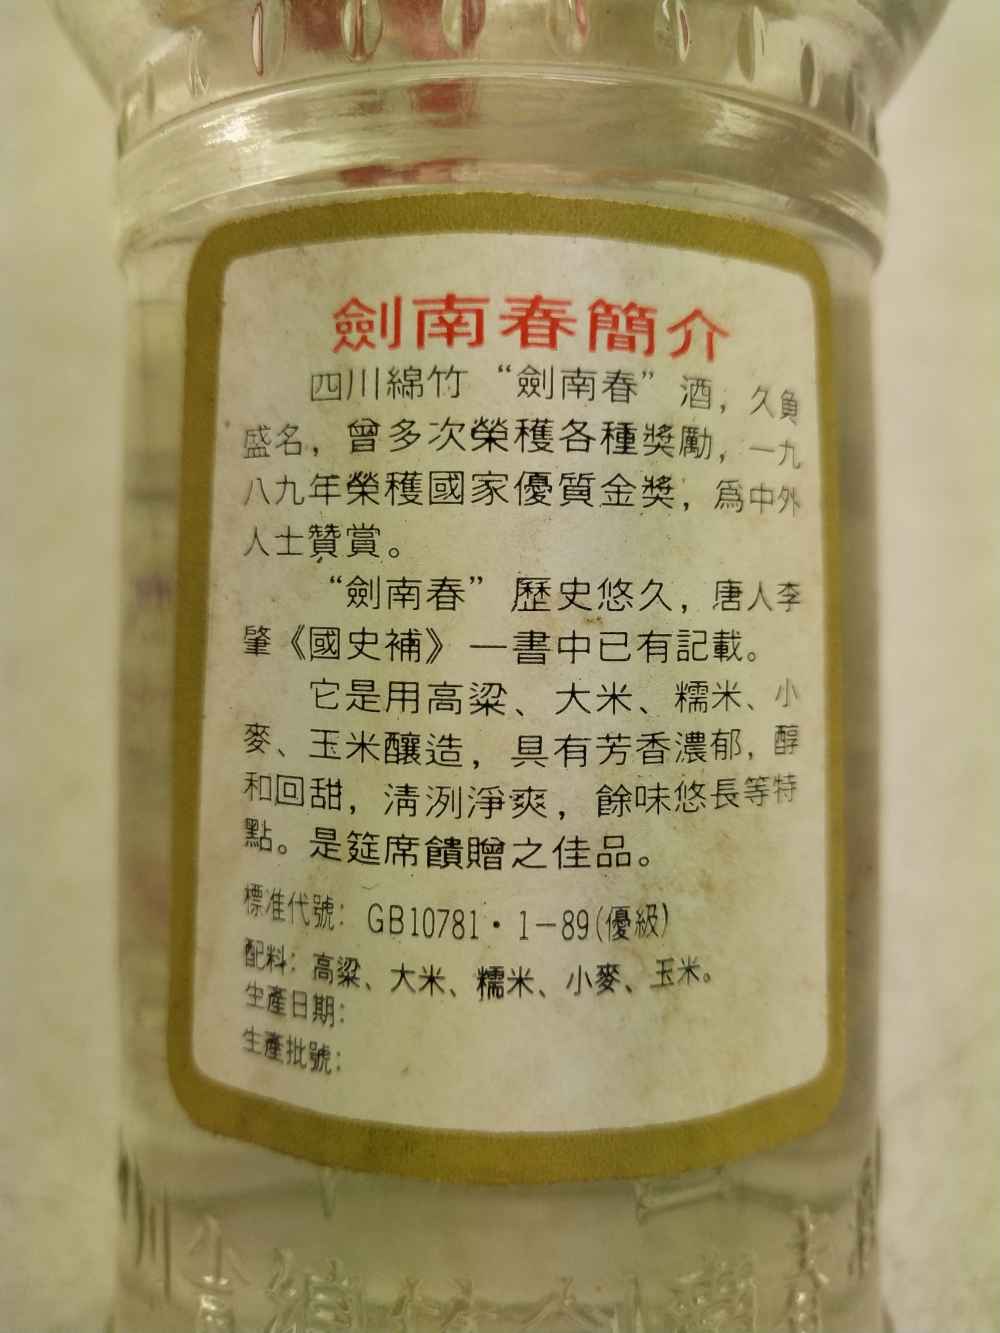 劍南春簡介
四川綿竹“劍南春”酒，久負
盛名，曾多次榮穫各種獎勵，一九
八九年榮穫國家優質金獎，爲中外
人士贊賞。
“劍南春”歷史悠久，唐人李
肇《國史補》一書中已有記載。
它是用高粱、大米、糯米、小
麥、玉米釀造，具有芳香濃郁，醇
和回甜，清洌淨爽，餘味悠長等特
點。是筵席饋贈之佳品。
標准代號：GB10781·1-89(優級)
配料：高粱、大米、糯米、小麥、玉米。
生產日期：
生產批號：